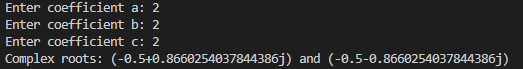 Enter coefficient a: 2
Enter coefficient b: 2
Enter coefficient c: 2
Complex roots: (-0.5+0.8660254037844386j) and (-0.5-0.8660254037844386j)